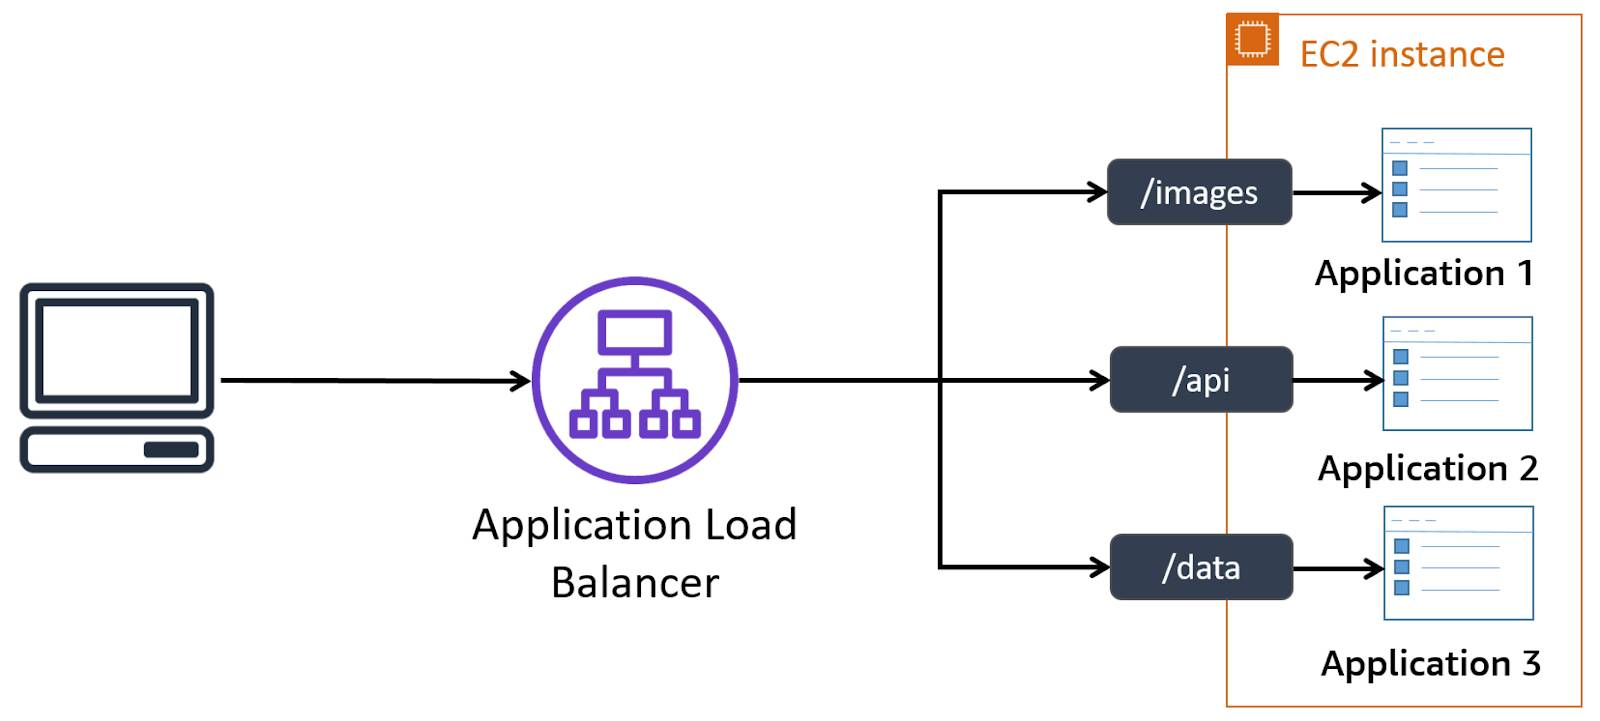 EC2 instance
/images
Application 1
/api
Application 2
Application Load
Balancer
/data
Application 3